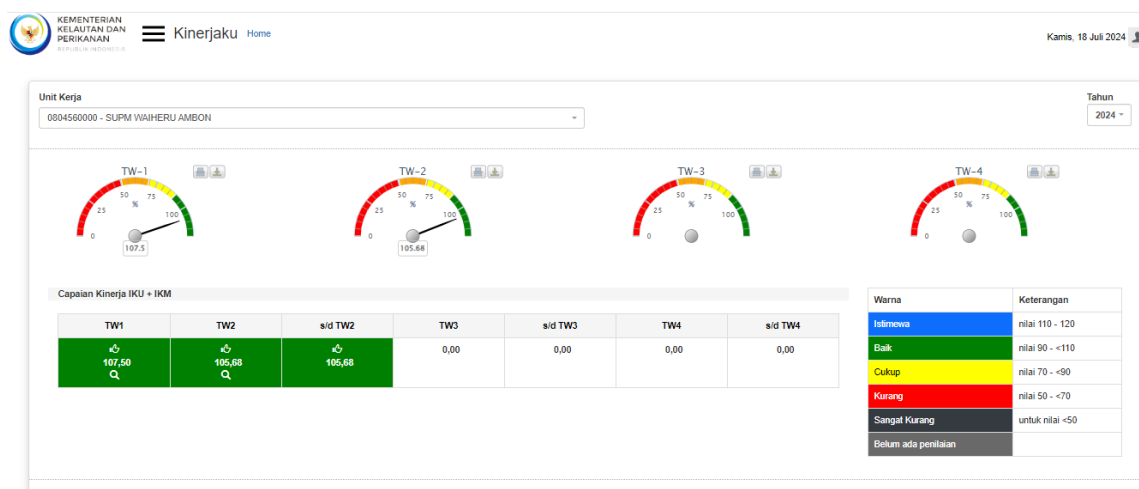 KEMENTERIAN
KELAUTAN DAN
PERIKANAN
REPUBLIK INDONESIA
Kinerjaku Home
Kamis, 18 Juli 2024
Unit Kerja
Tahun
0804560000 - SUPM WAIHERU AMBON
2024
TW-1
0 25 50 75 100
%
107.5
TW-2
0 25 50 75 100
%
105.68
TW-3
0 25 50 75 100
%
TW-4
0 25 50 75 100
%
Capaian Kinerja IKU + IKM
TW1 TW2 s/d TW2 TW3 s/d TW3 TW4 s/d TW4
107,50 105,68 105,68 0,00 0,00 0,00 0,00
Warna Keterangan
Istimewa nilai 110 - 120
Baik nilai 90 - <110
Cukup nilai 70 - <90
Kurang nilai 50 - <70
Sangat Kurang untuk nilai <50
Belum ada penilaian